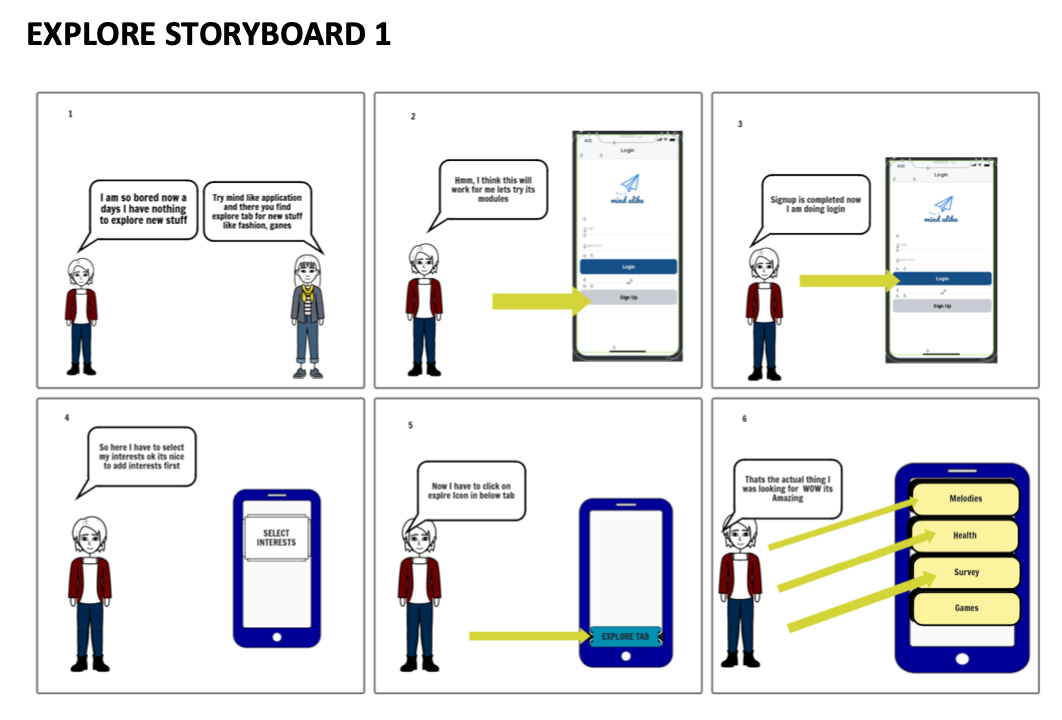 EXPLORE STORYBOARD 1
1
I am so bored now a
days I have nothing
to explore new stuff
Try mind like application
and there you find
explore tab for new stuff
like fashion, ganes
2
Hmm, I think this will
work for me lets try its
modules
4:02
Login
mind alike
Login
Sign Up
3
Signup is completed now
I am doing login
Login
mind alike
Login
Sign Up
4
So here I have to select
my interests ok its nice
to add interests first
SELECT
INTERESTS
5
Now I have to click on
explre Icon in below tab
EXPLORE TAB
6
Thats the actual thing I
was looking for WOW its
Amazing
Melodies
Health
Survey
Games